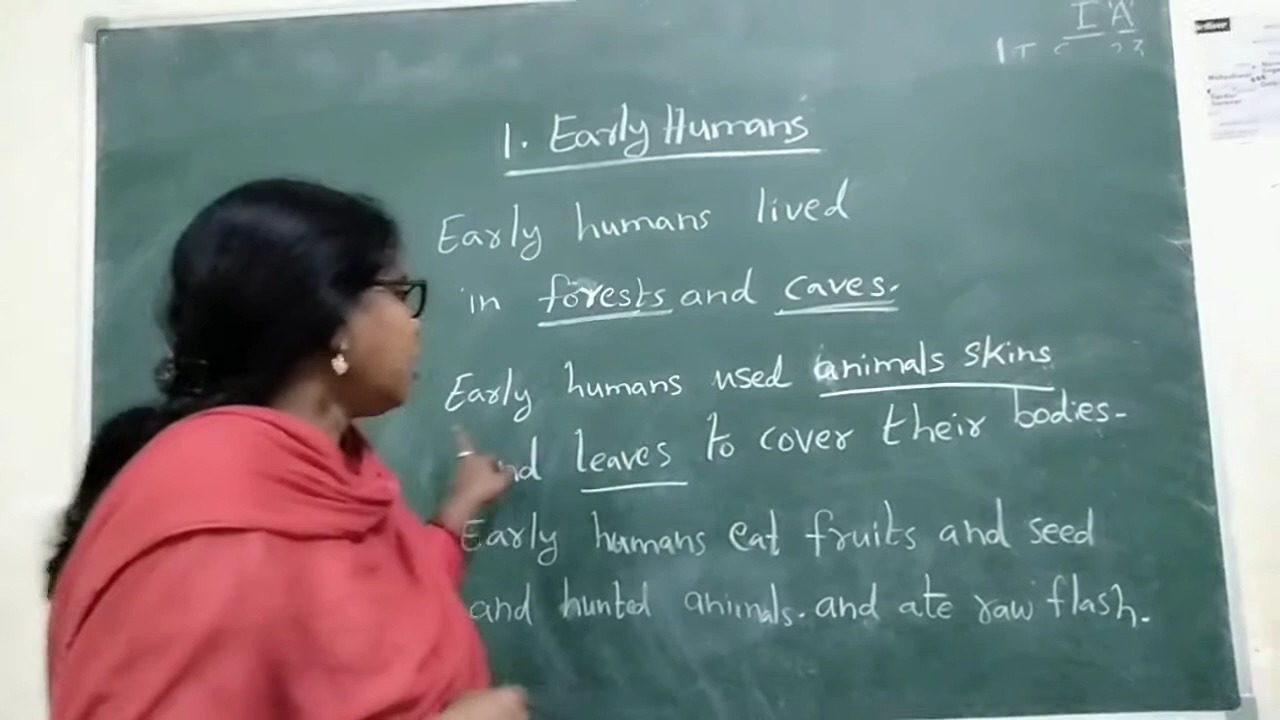 I A
1. Early Humans
Early humans lived
in forests and caves.
Early humans used animals skins
and leaves to cover their bodies-
Early humans eat fruits and seed
and hunted animals. and ate raw flash.